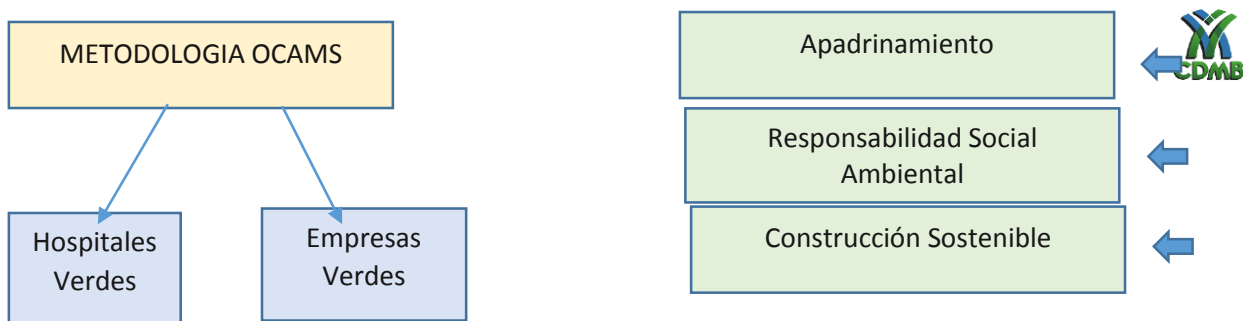 METODOLOGIA OCAMS
Hospitales
Verdes
Empresas
Verdes
Apadrinamiento
CDMB
Responsabilidad Social
Ambiental
Construcción Sostenible